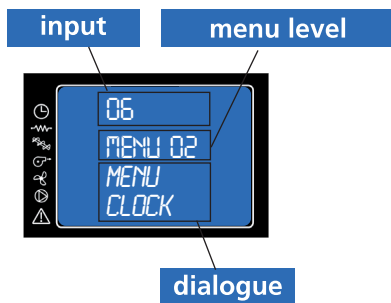 input
menu level
06
MENU 02
MENU
CLOCK
dialogue